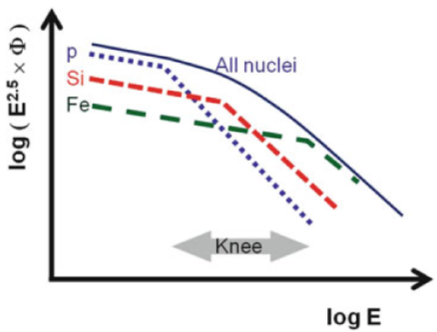 log ( E^2.5 × Φ)
p
Si
Fe
All nuclei
Knee
log E